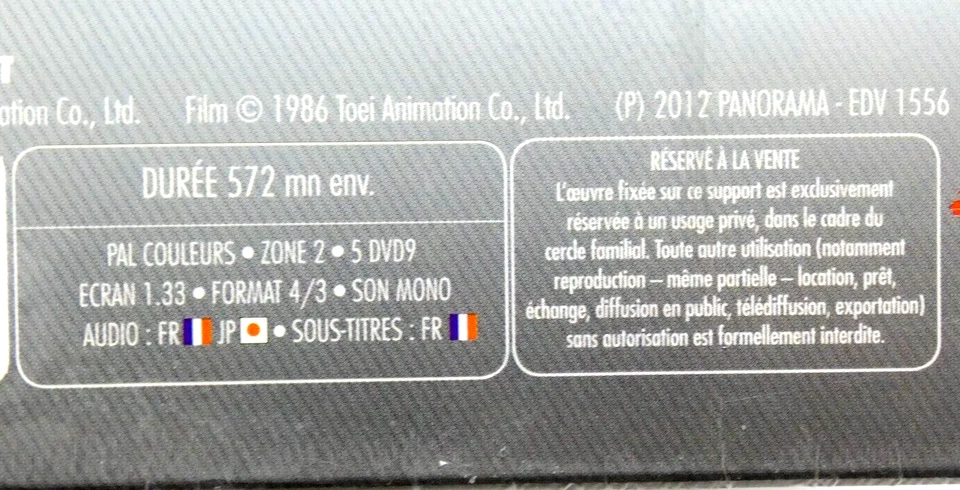 T
ation Co., Ltd. Film © 1986 Toei Animation Co., Ltd. (P) 2012 PANORAMA - EDV 1556
DURÉE 572 mn env.
PAL COULEURS • ZONE 2 • 5 DVD9
ECRAN 1.33 • FORMAT 4/3 • SON MONO
AUDIO : FR JP • SOUS-TITRES : FR
RÉSERVÉ À LA VENTE
L'œuvre fixée sur ce support est exclusivement
réservée à un usage privé, dans le cadre du
cercle familial. Toute autre utilisation (notamment
reproduction – même partielle – location, prêt,
échange, diffusion en public, télédiffusion, exportation)
sans autorisation est formellement interdite.